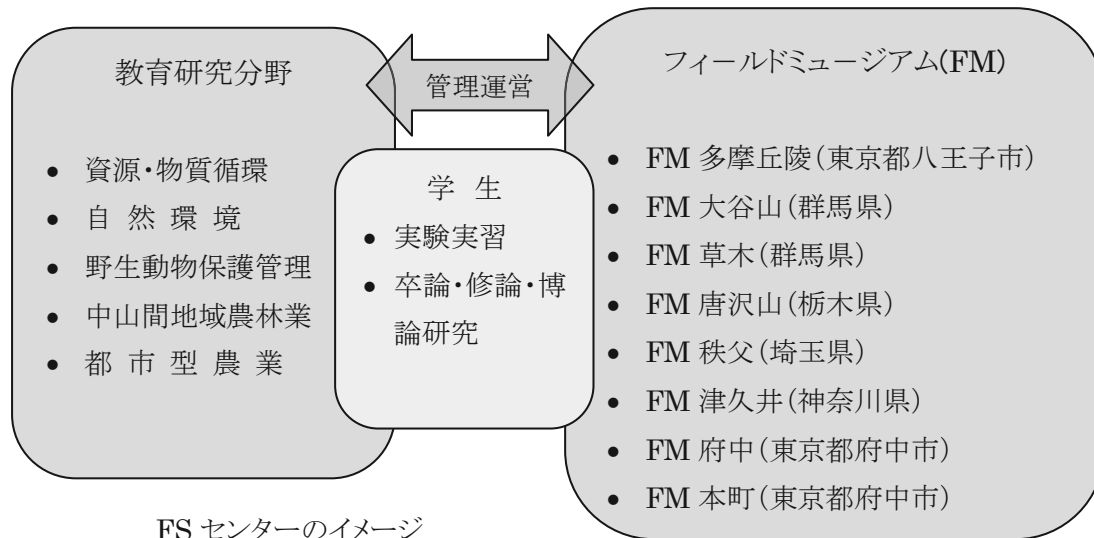 教育研究分野
• 資源・物質循環
• 自 然 環 境
• 野生動物保護管理
• 中山間地域農林業
• 都 市 型 農 業
管理運営
学 生
• 実験実習
• 卒論・修論・博
論研究
フィールドミュージアム(FM)
• FM 多摩丘陵(東京都八王子市)
• FM 大谷山(群馬県)
• FM 草木(群馬県)
• FM 唐沢山(栃木県)
• FM 秩父(埼玉県)
• FM 津久井(神奈川県)
• FM 府中(東京都府中市)
• FM 本町(東京都府中市)
FS センターのイメージ